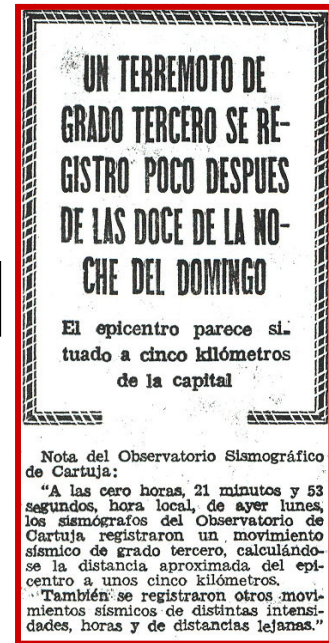 UN TERREMOTO DE
GRADO TERCERO SE RE-
GISTRO POCO DESPUES
DE LAS DOCE DE LA NO-
CHE DEL DOMINGO
El epicentro parece si-
tuado a cinco kilómetros
de la capital
Nota del Observatorio Sismográfico
de Cartuja:
"A las cero horas, 21 minutos y 53
segundos, hora local, de ayer lunes,
los sismógrafos del Observatorio de
Cartuja registraron un movimiento
sísmico de grado tercero, calculándo-
se la distancia aproximada del epi-
centro a unos cinco kilómetros.
También se registraron otros movi-
mientos sísmicos de distintas intensi-
dades, horas y de distancias lejanas."